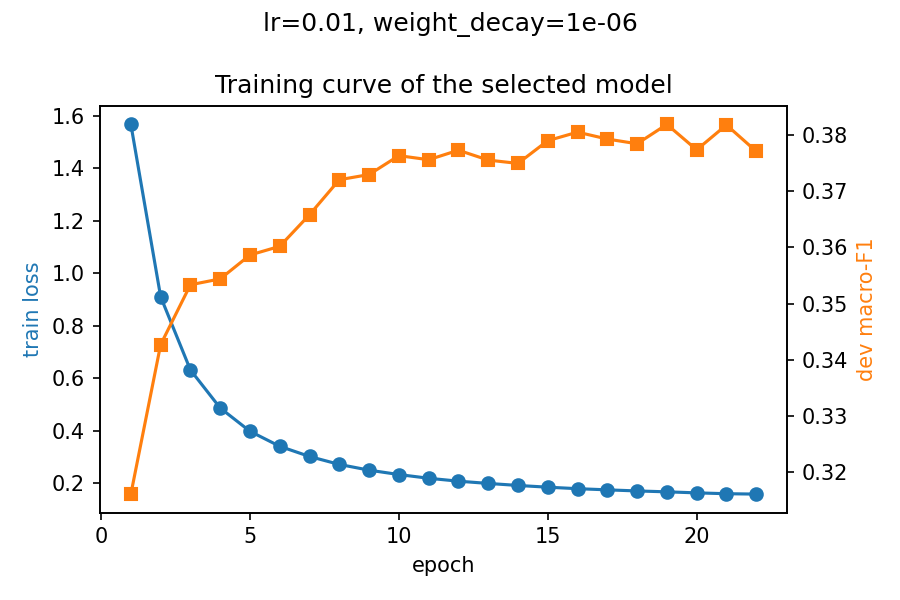 lr=0.01, weight_decay=1e-06
Training curve of the selected model
1.6
1.4
1.2
1.0
0.8
0.6
0.4
0.2
train loss
0.38
0.37
0.36
0.35
0.34
0.33
0.32
dev macro-F1
0 5 10 15 20
epoch